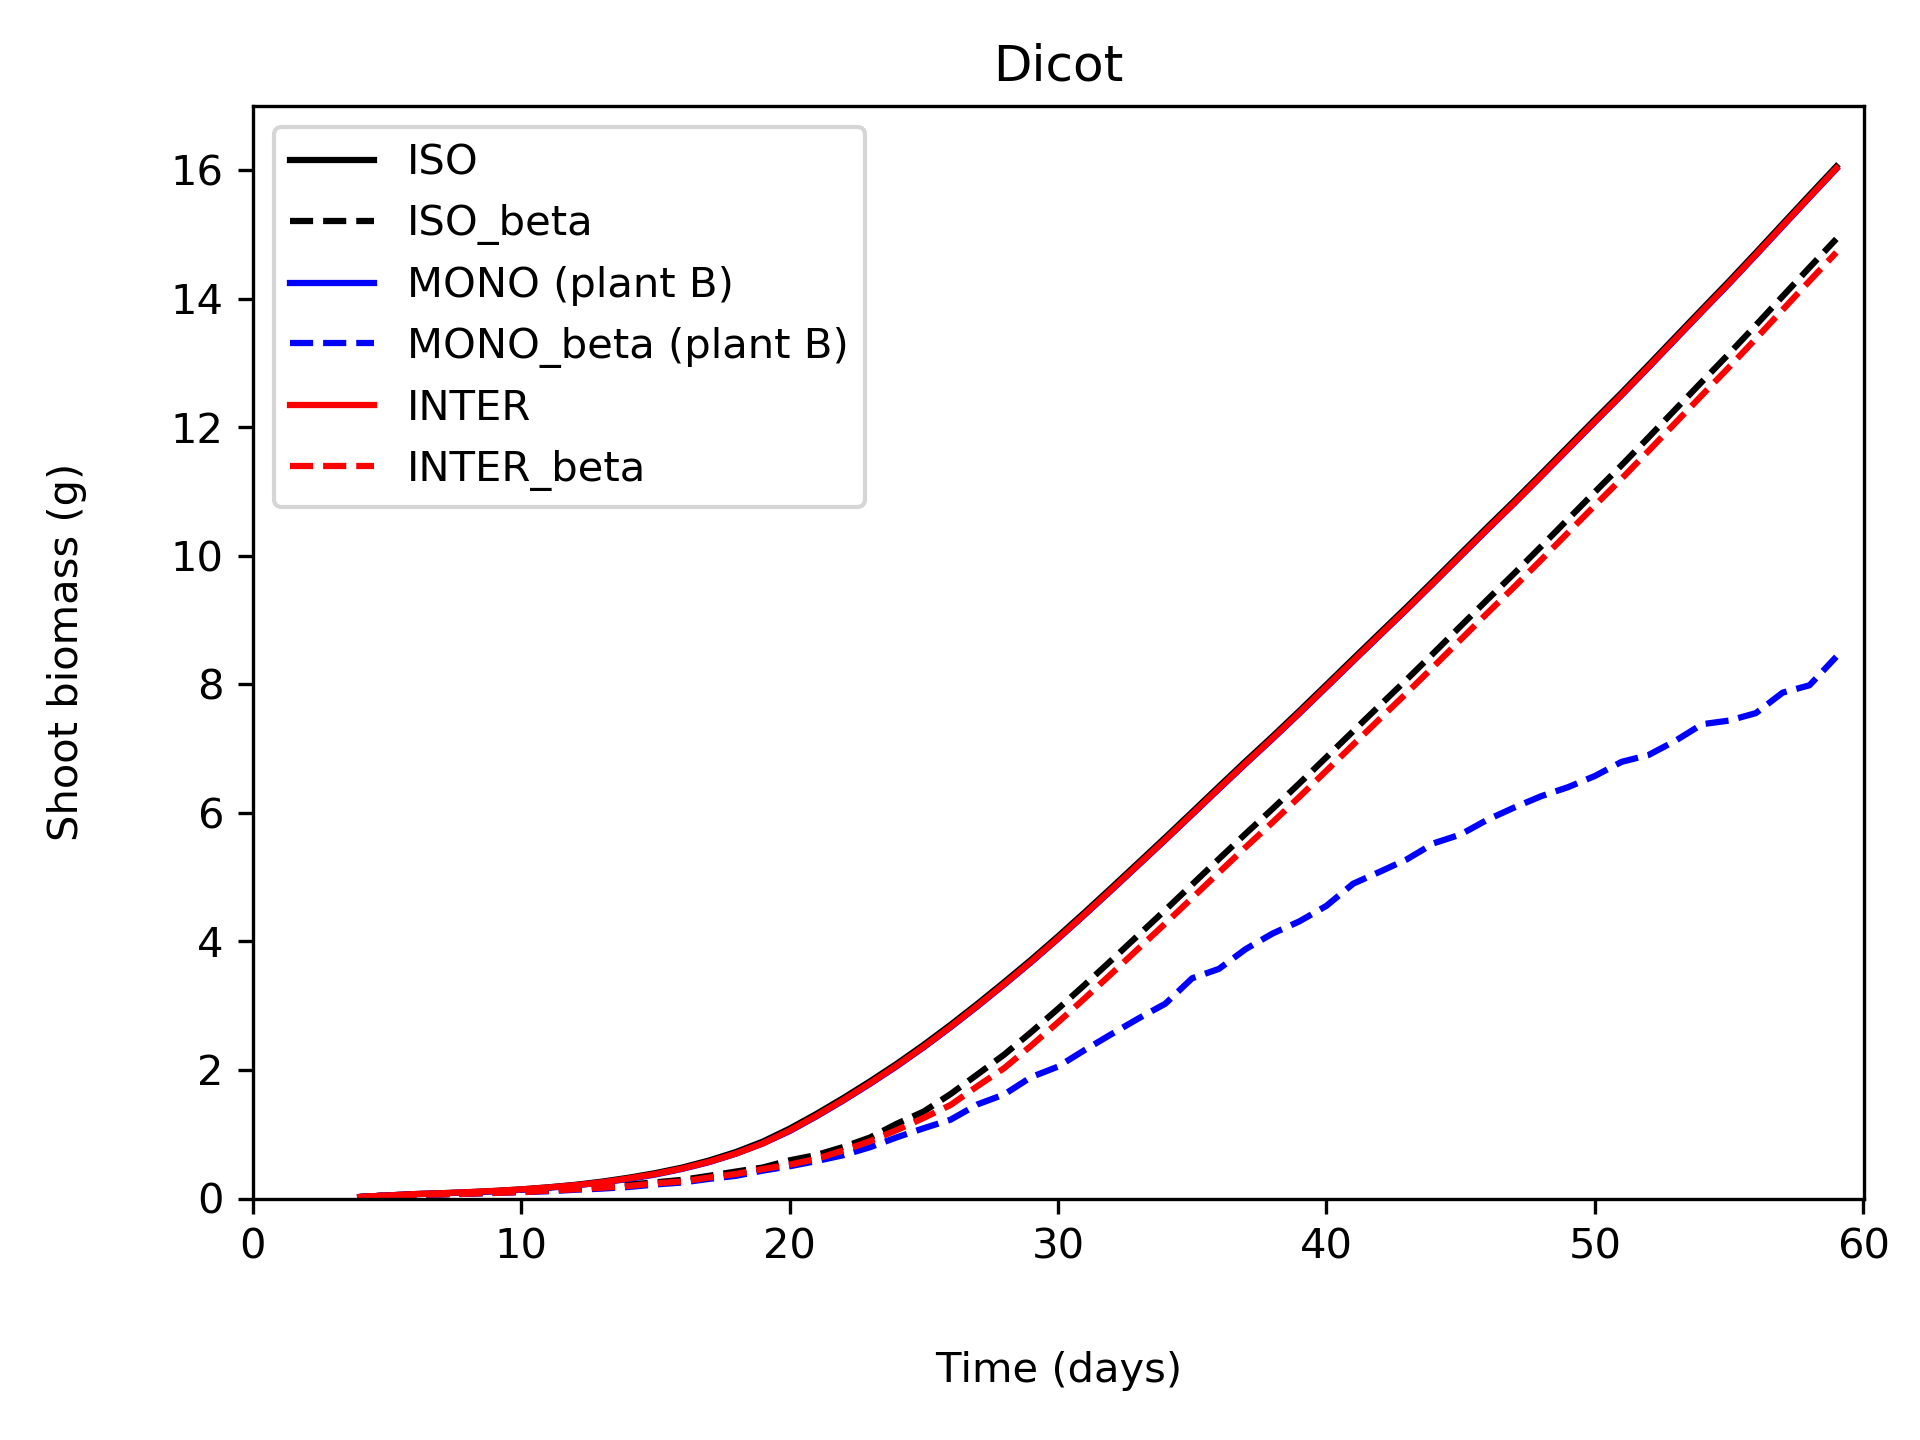 Dicot
ISO
ISO_beta
MONO (plant B)
MONO_beta (plant B)
INTER
INTER_beta
16
14
12
10
8
6
4
2
0
Shoot biomass (g)
0 10 20 30 40 50 60
Time (days)